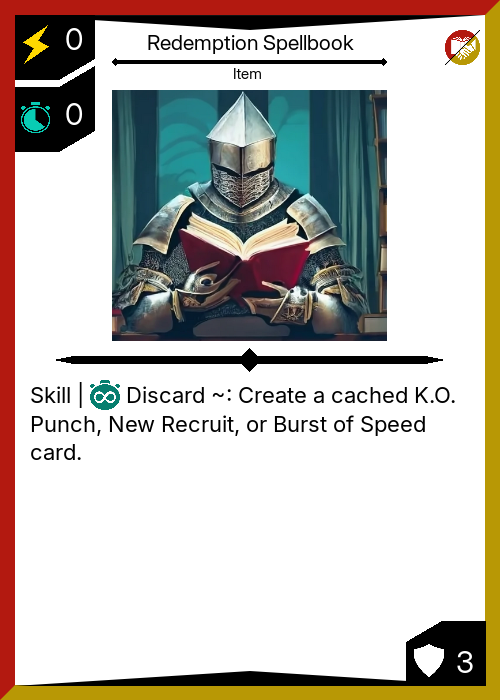 0
Redemption Spellbook
Item
0
Skill | Discard ~: Create a cached K.O.
Punch, New Recruit, or Burst of Speed
card.
3